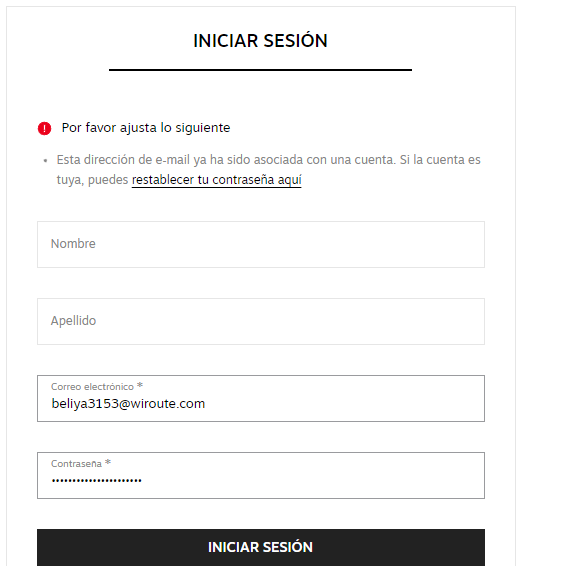 INICIAR SESIÓN
Por favor ajusta lo siguiente
• Esta dirección de e-mail ya ha sido asociada con una cuenta. Si la cuenta es
tuya, puedes restablecer tu contraseña aquí
Nombre
Apellido
Correo electrónico *
beliya3153@wiroute.com
Contraseña *
••••••••••••••••••••••
INICIAR SESIÓN